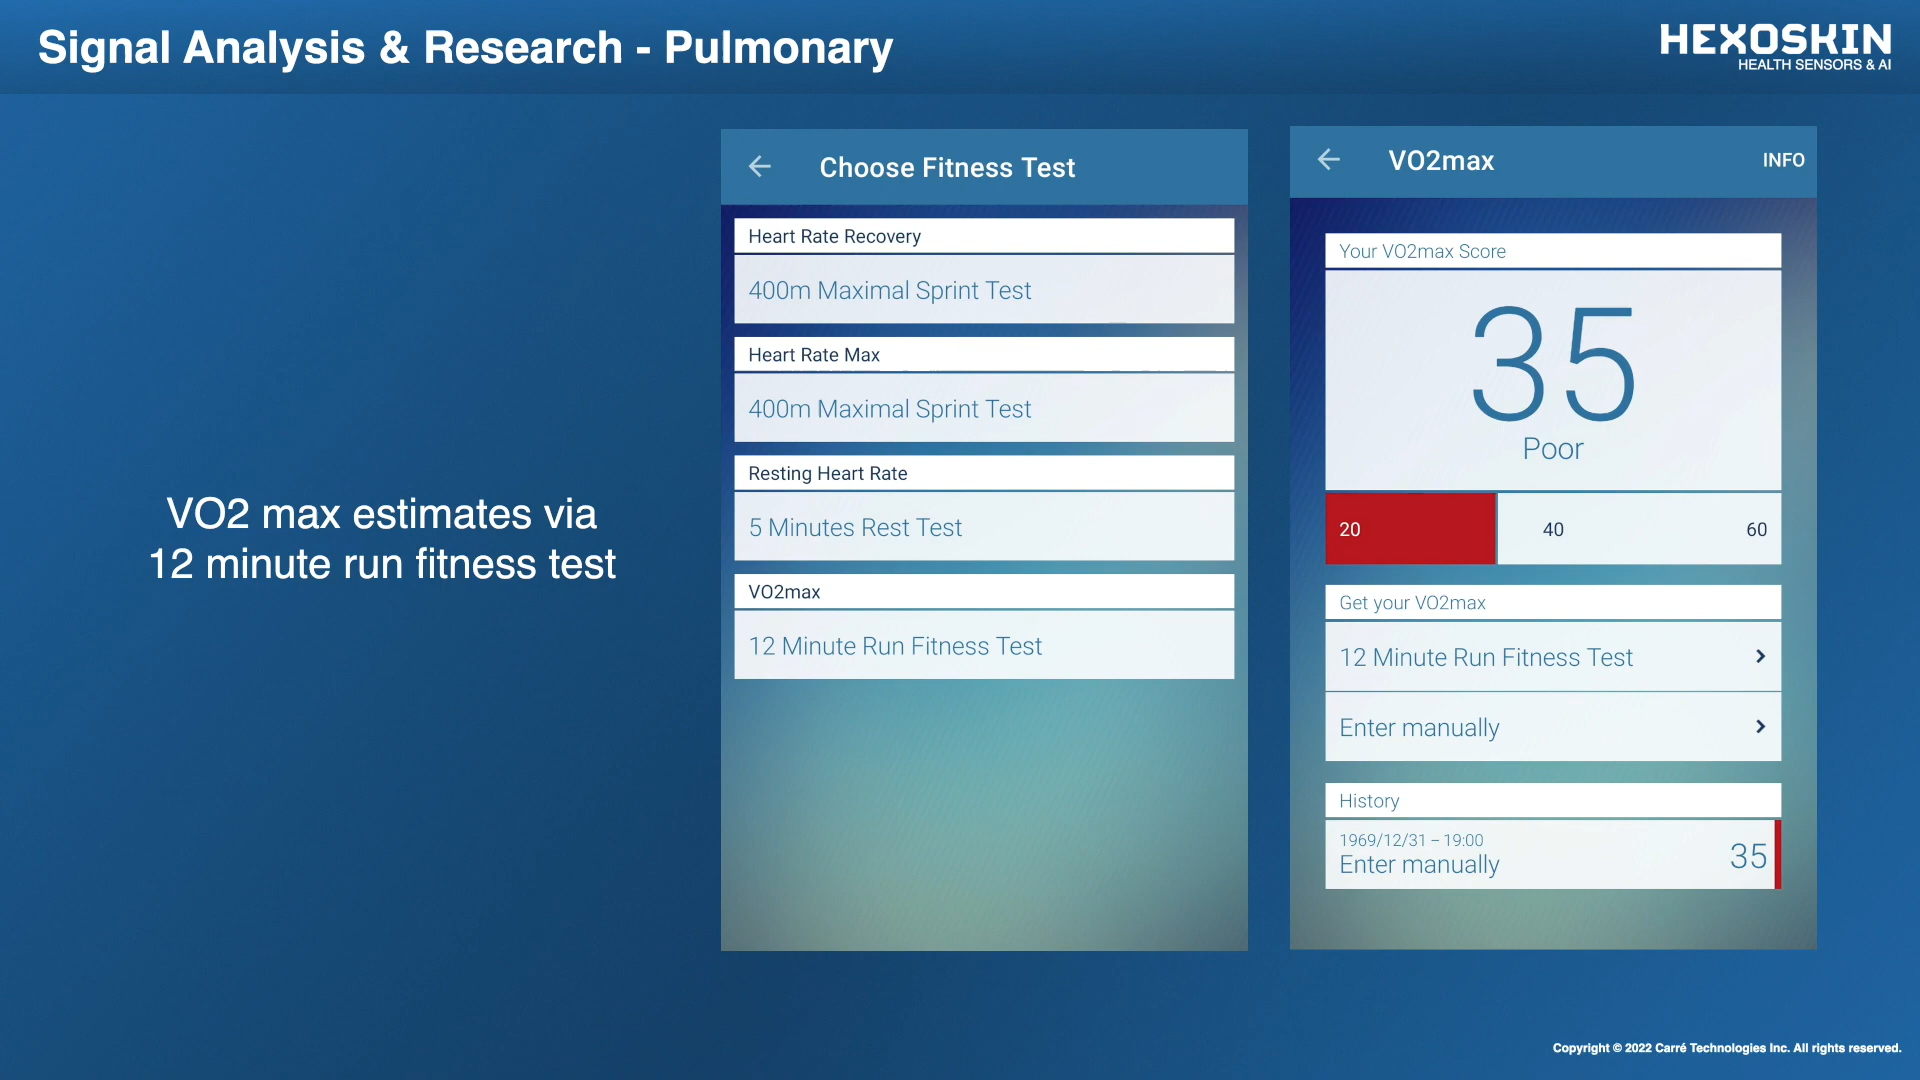 Signal Analysis & Research - Pulmonary
HEXOSKIN
HEALTH SENSORS & AI
VO2 max estimates via
12 minute run fitness test
Choose Fitness Test
Heart Rate Recovery
400m Maximal Sprint Test
Heart Rate Max
400m Maximal Sprint Test
Resting Heart Rate
5 Minutes Rest Test
VO2max
12 Minute Run Fitness Test
VO2max
INFO
Your VO2max Score
35
Poor
20 40 60
Get your VO2max
12 Minute Run Fitness Test
Enter manually
History
1969/12/31 – 19:00
Enter manually
35
Copyright © 2022 Carré Technologies Inc. All rights reserved.